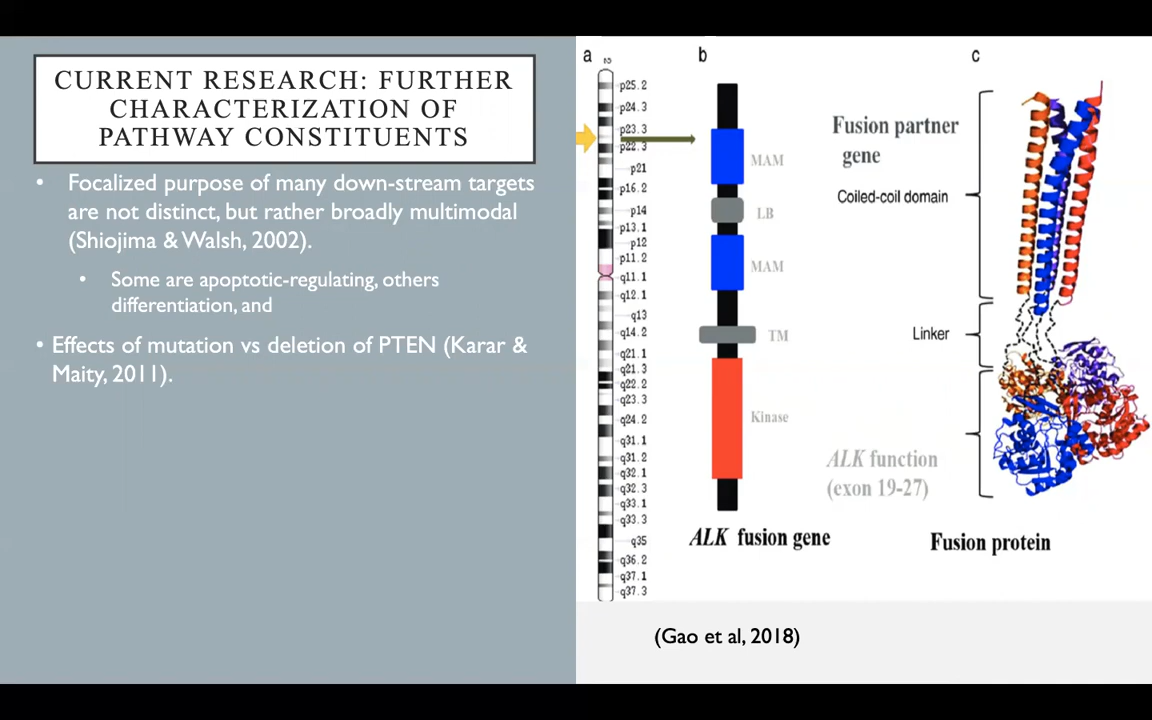 CURRENT RESEARCH: FURTHER
CHARACTERIZATION OF
PATHWAY CONSTITUENTS
• Focalized purpose of many down-stream targets
are not distinct, but rather broadly multimodal
(Shiojima & Walsh, 2002).
• Some are apoptotic-regulating, others
differentiation, and
• Effects of mutation vs deletion of PTEN (Karar &
Maity, 2011).
a
p25.2
p24.3
p23.3
p22.3
p21
p16.2
p14
p13.1
p12
p11.2
q11.1
q12.1
q13
q14.2
q21.1
q21.3
q22.2
q23.3
q24.2
q31.1
q31.2
q32.1
q32.3
q33.1
q33.3
q35
q36.2
q37.1
q37.3
b
MAM
LB
MAM
TM
Kinase
ALK fusion gene
c
Fusion partner
gene
Coiled-coil domain
Linker
ALK function
(exon 19-27)
Fusion protein
(Gao et al, 2018)